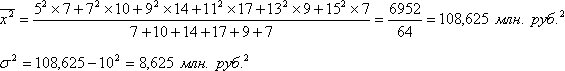 x̄² = (5² × 7 + 7² × 10 + 9² × 14 + 11² × 17 + 13² × 9 + 15² × 7) / (7 + 10 + 14 + 17 + 9 + 7) = 6952 / 64 = 108,625 млн. руб.²
σ² = 108,625 − 10² = 8,625 млн. руб.²